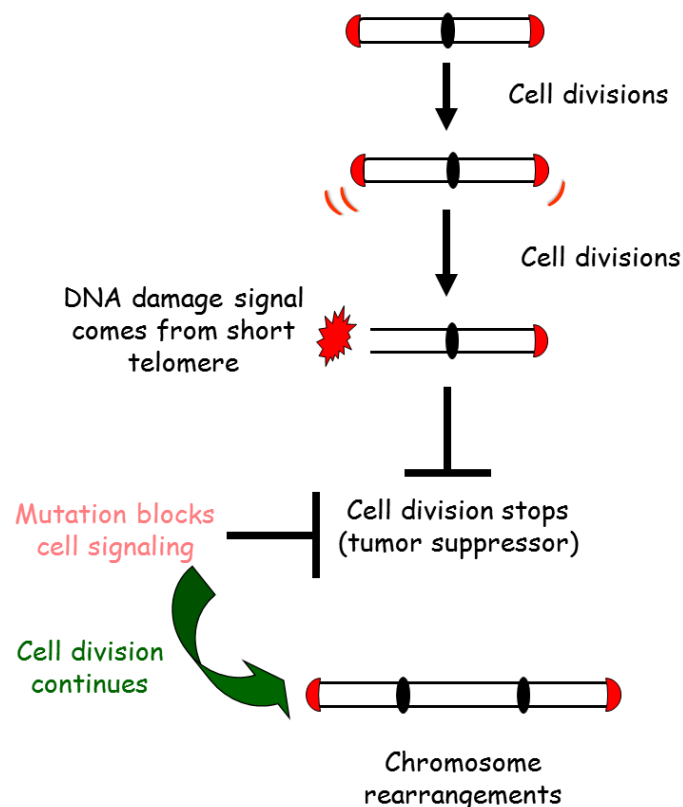 Cell divisions
Cell divisions
DNA damage signal
comes from short
telomere
Mutation blocks
cell signaling
Cell division stops
(tumor suppressor)
Cell division
continues
Chromosome
rearrangements